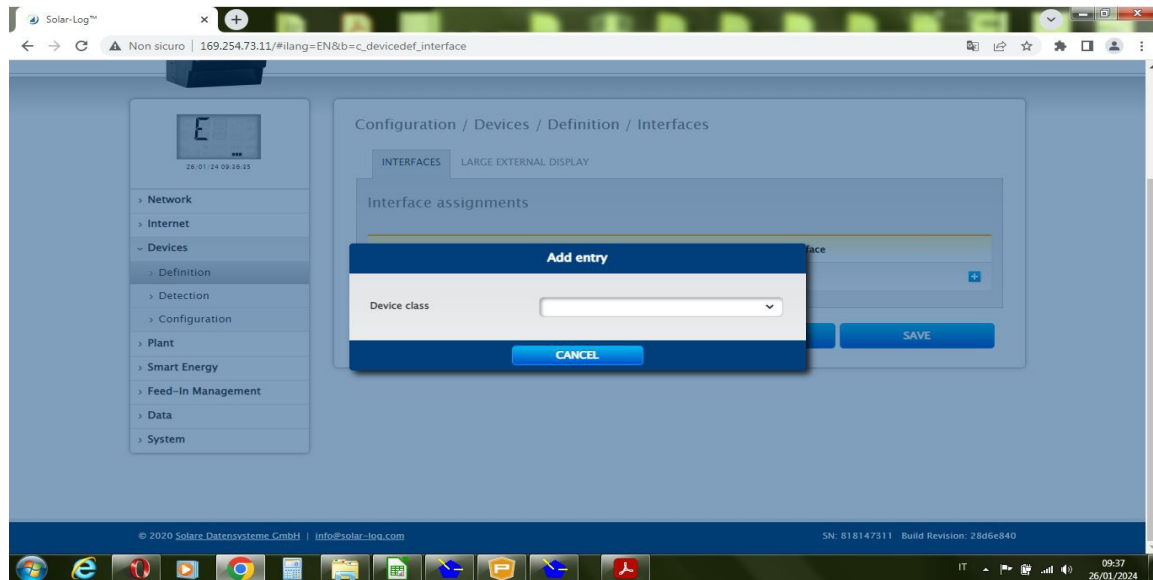 Solar-Log™
Non sicuro | 169.254.73.11/#ilang=EN&b=c_devicedef_interface
E
26/01/24 09:26:25
Network
Internet
Devices
Definition
Detection
Configuration
Plant
Smart Energy
Feed-In Management
Data
System
Configuration / Devices / Definition / Interfaces
INTERFACES LARGE EXTERNAL DISPLAY
Interface assignments
face
Add entry
Device class
CANCEL
SAVE
© 2020 Solare Datensysteme GmbH | info@solar-log.com SN: 818147311 Build Revision: 28d6e840
IT 09:37
26/01/2024